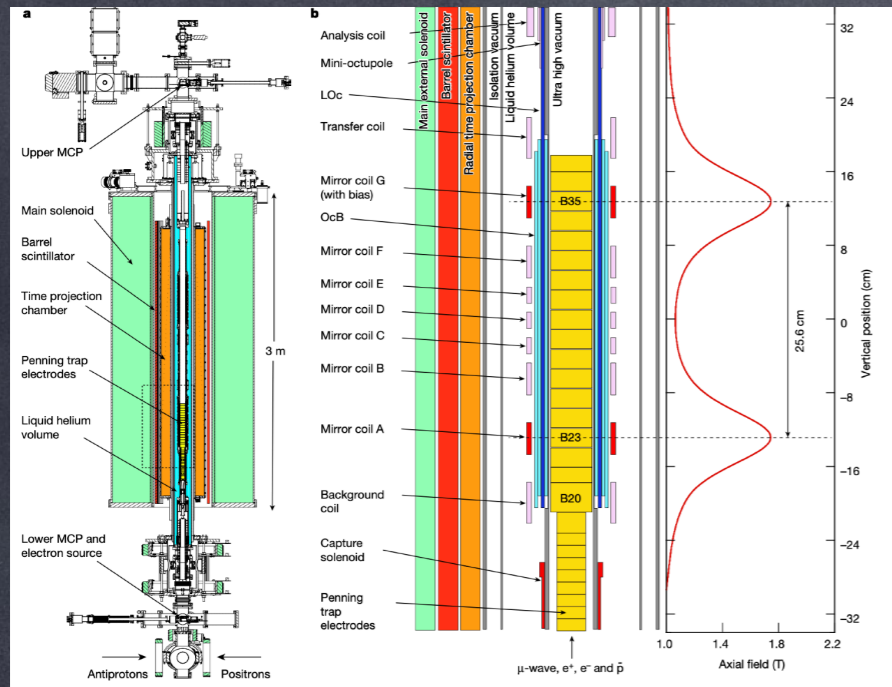 a
Upper MCP
Main solenoid
Barrel
scintillator
Time projection
chamber
Penning trap
electrodes
Liquid helium
volume
Lower MCP and
electron source
3 m
Antiprotons
Positrons
b
Analysis coil
Mini-octupole
LOc
Transfer coil
Mirror coil G
(with bias)
OcB
Mirror coil F
Mirror coil E
Mirror coil D
Mirror coil C
Mirror coil B
Mirror coil A
Background
coil
Capture
solenoid
Penning
trap
electrodes
Main external solenoid
Barrel scintillator
Radial time projection chamber
Isolation vacuum
Liquid helium volume
Ultra high vacuum
B35
B23
B20
μ-wave, e+, e− and p̄
32
24
16
8
0
–8
–16
–24
–32
Vertical position (cm)
25.6 cm
1.0 1.4 1.8 2.2
Axial field (T)